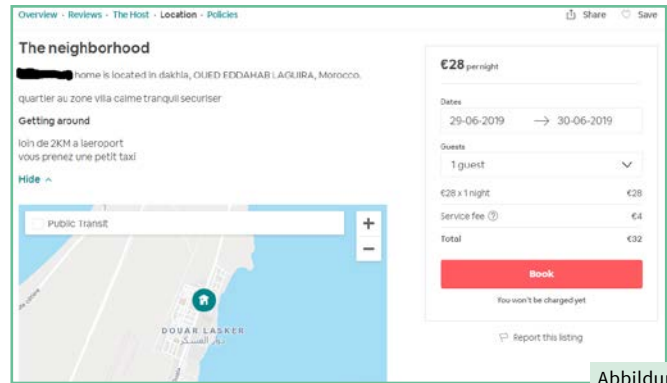 Overview · Reviews · The Host · Location · Policies
Share Save
The neighborhood
home is located in dakhla, OUED EDDAHAB LAGUIRA, Morocco.
quartier au zone villa calme tranquil securiser
Getting around
loin de 2KM a laeroport
vous prenez une petit taxi
Hide
Public Transit
+
−
DOUAR LASKER
دوار العسكر
€28 per night
Dates
29-06-2019 → 30-06-2019
Guests
1 guest
€28 x 1 night €28
Service fee ? €4
Total €32
Book
You won't be charged yet
Report this listing